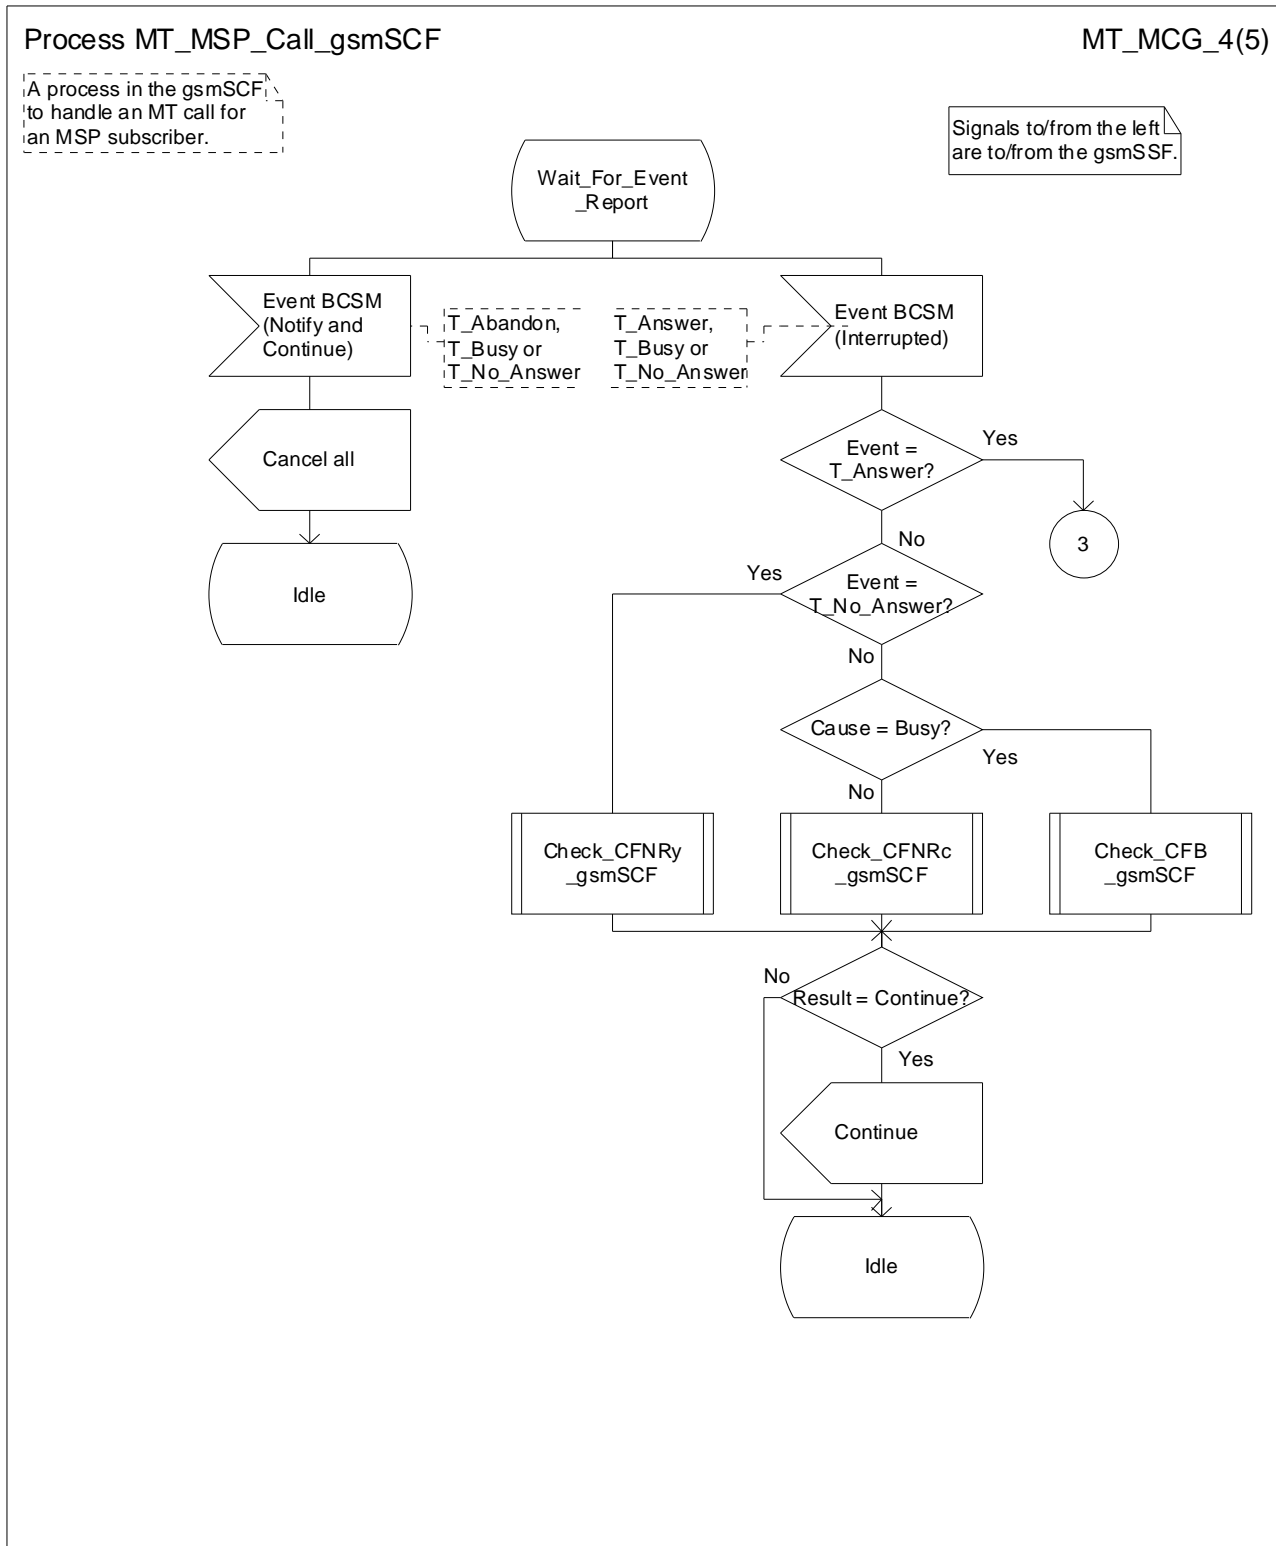 Process MT_MSP_Call_gsmSCF
MT_MCG_4(5)
A process in the gsmSCF
to handle an MT call for
an MSP subscriber.
Signals to/from the left
are to/from the gsmSSF.
Wait_For_Event
_Report
Event BCSM
(Notify and
Continue)
T_Abandon,
T_Busy or
T_No_Answer
T_Answer,
T_Busy or
T_No_Answer
Event BCSM
(Interrupted)
Cancel all
Event =
T_Answer?
Yes
3
No
Idle
Yes
Event =
T_No_Answer?
No
Cause = Busy?
Yes
No
Check_CFNRy
_gsmSCF
Check_CFNRc
_gsmSCF
Check_CFB
_gsmSCF
No
Result = Continue?
Yes
Continue
Idle